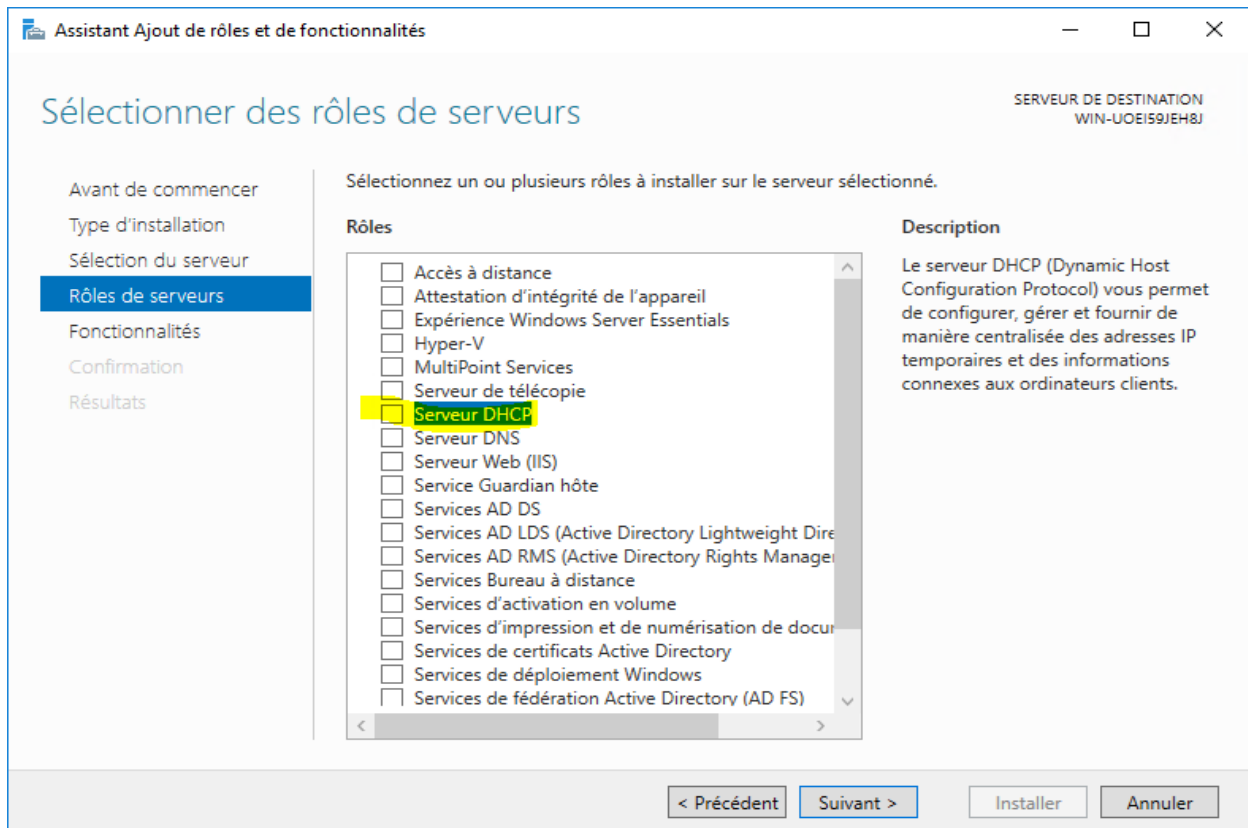 Assistant Ajout de rôles et de fonctionnalités
Sélectionner des rôles de serveurs
SERVEUR DE DESTINATION
WIN-UOEI59JEH8J
Avant de commencer
Type d'installation
Sélection du serveur
Rôles de serveurs
Fonctionnalités
Confirmation
Résultats
Sélectionnez un ou plusieurs rôles à installer sur le serveur sélectionné.
Rôles
Accès à distance
Attestation d'intégrité de l'appareil
Expérience Windows Server Essentials
Hyper-V
MultiPoint Services
Serveur de télécopie
Serveur DHCP
Serveur DNS
Serveur Web (IIS)
Service Guardian hôte
Services AD DS
Services AD LDS (Active Directory Lightweight Dire
Services AD RMS (Active Directory Rights Manage
Services Bureau à distance
Services d'activation en volume
Services d'impression et de numérisation de docu
Services de certificats Active Directory
Services de déploiement Windows
Services de fédération Active Directory (AD FS)
Description
Le serveur DHCP (Dynamic Host
Configuration Protocol) vous permet
de configurer, gérer et fournir de
manière centralisée des adresses IP
temporaires et des informations
connexes aux ordinateurs clients.
< Précédent
Suivant >
Installer
Annuler